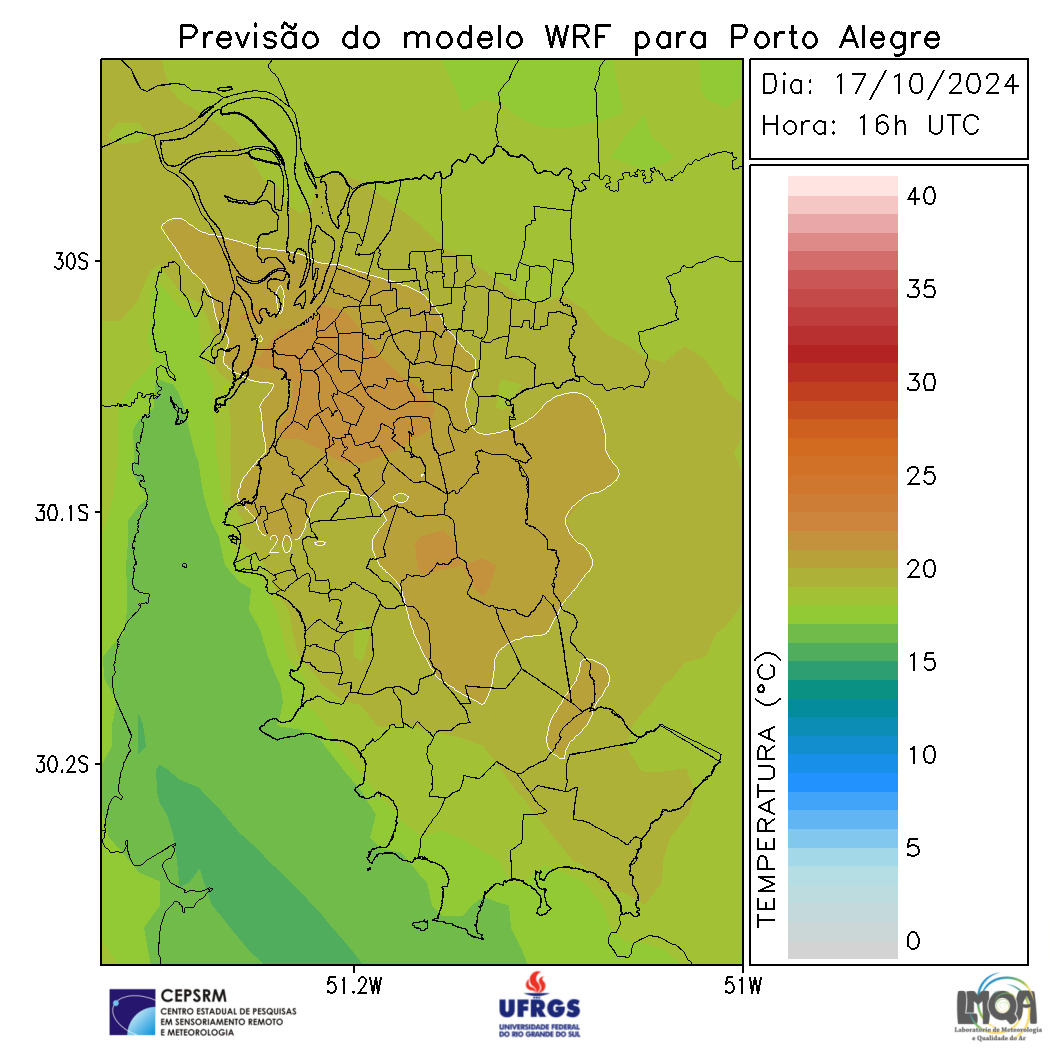 Previsão do modelo WRF para Porto Alegre
Dia: 17/10/2024
Hora: 16h UTC
40
35
30
25
20
15
10
5
0
TEMPERATURA (°C)
30S
30.1S
30.2S
20
51.2W
51W
CEPSRM
CENTRO ESTADUAL DE PESQUISAS
EM SENSORIAMENTO REMOTO
E METEOROLOGIA
UFRGS
UNIVERSIDADE FEDERAL
DO RIO GRANDE DO SUL
LMQA
Laboratório de Meteorologia
e Qualidade do Ar